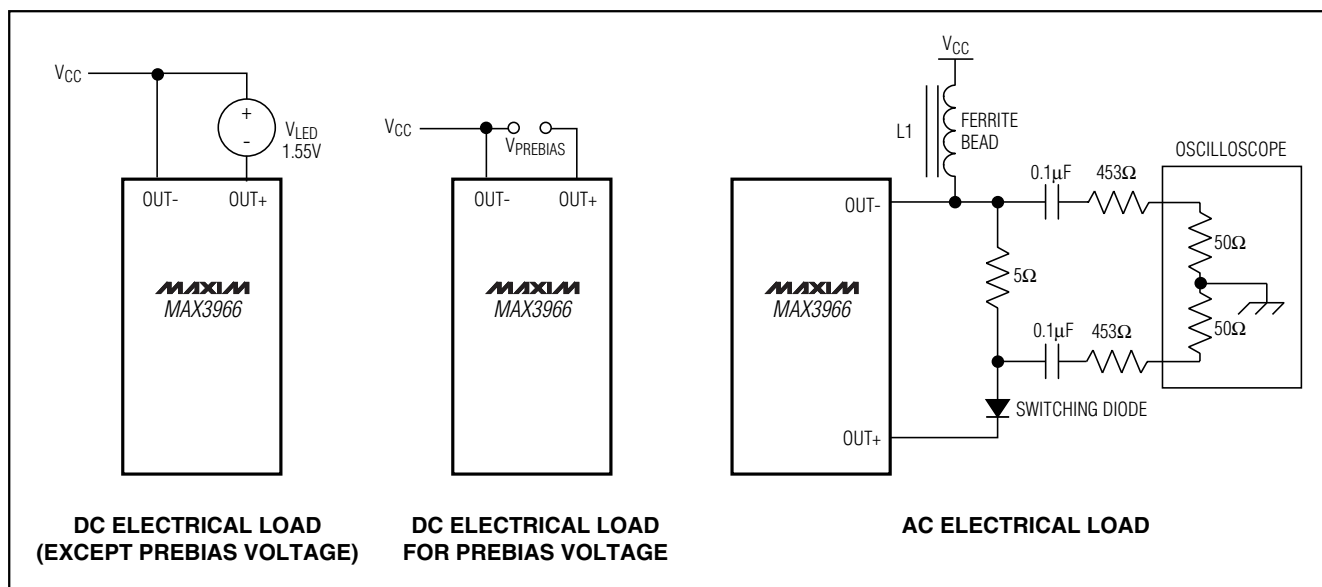 VCC
+
-
VLED
1.55V
OUT-
OUT+
MAXIM
MAX3966
DC ELECTRICAL LOAD
(EXCEPT PREBIAS VOLTAGE)
VCC
VPREBIAS
OUT-
OUT+
MAXIM
MAX3966
DC ELECTRICAL LOAD
FOR PREBIAS VOLTAGE
VCC
L1
FERRITE
BEAD
OSCILLOSCOPE
0.1μF
453Ω
OUT-
50Ω
5Ω
MAXIM
MAX3966
0.1μF
453Ω
50Ω
SWITCHING DIODE
OUT+
AC ELECTRICAL LOAD